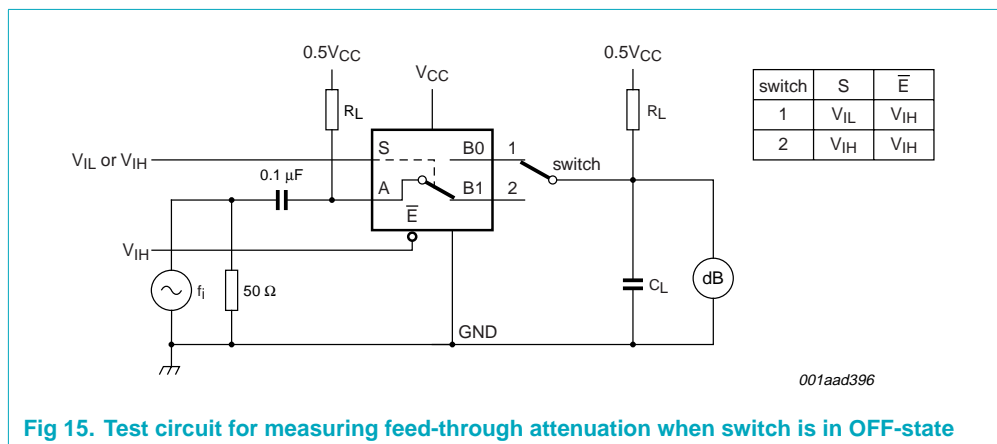 0.5VCC
0.5VCC
VCC
switch S E̅
RL
RL
1 VIL VIH
2 VIH VIH
S B0 1
VIL or VIH
switch
0.1 μF
A B1 2
E̅
VIH
fi
50 Ω
CL
dB
GND
001aad396
Fig 15. Test circuit for measuring feed-through attenuation when switch is in OFF-state